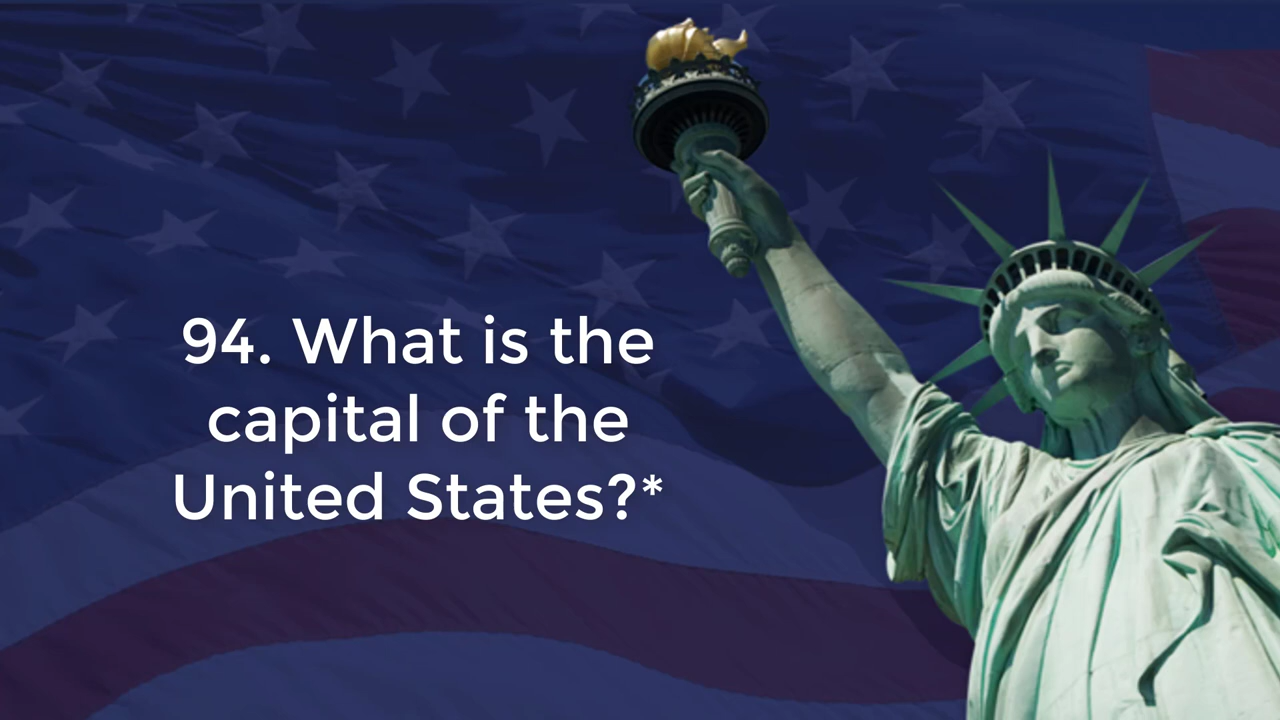 94. What is the
capital of the
United States?*